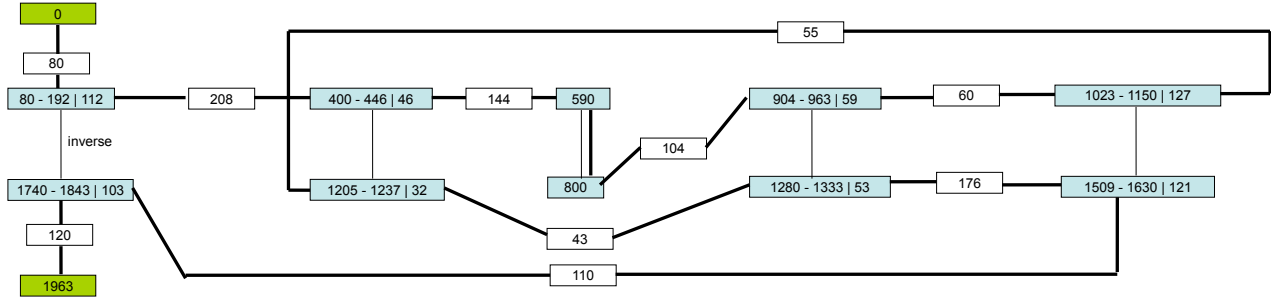 0
55
80
80 - 192 | 112
208
400 - 446 | 46
144
590
904 - 963 | 59
60
1023 - 1150 | 127
inverse
104
1740 - 1843 | 103
1205 - 1237 | 32
800
1280 - 1333 | 53
176
1509 - 1630 | 121
120
43
110
1963